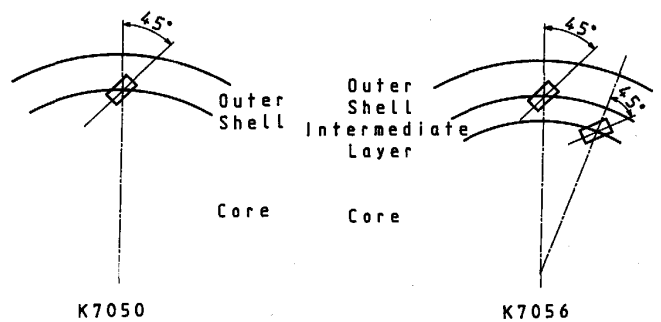 45°
Outer
Shell
Core
K7050
45°
45°
Outer
Shell
Intermediate
Layer
Core
K7056